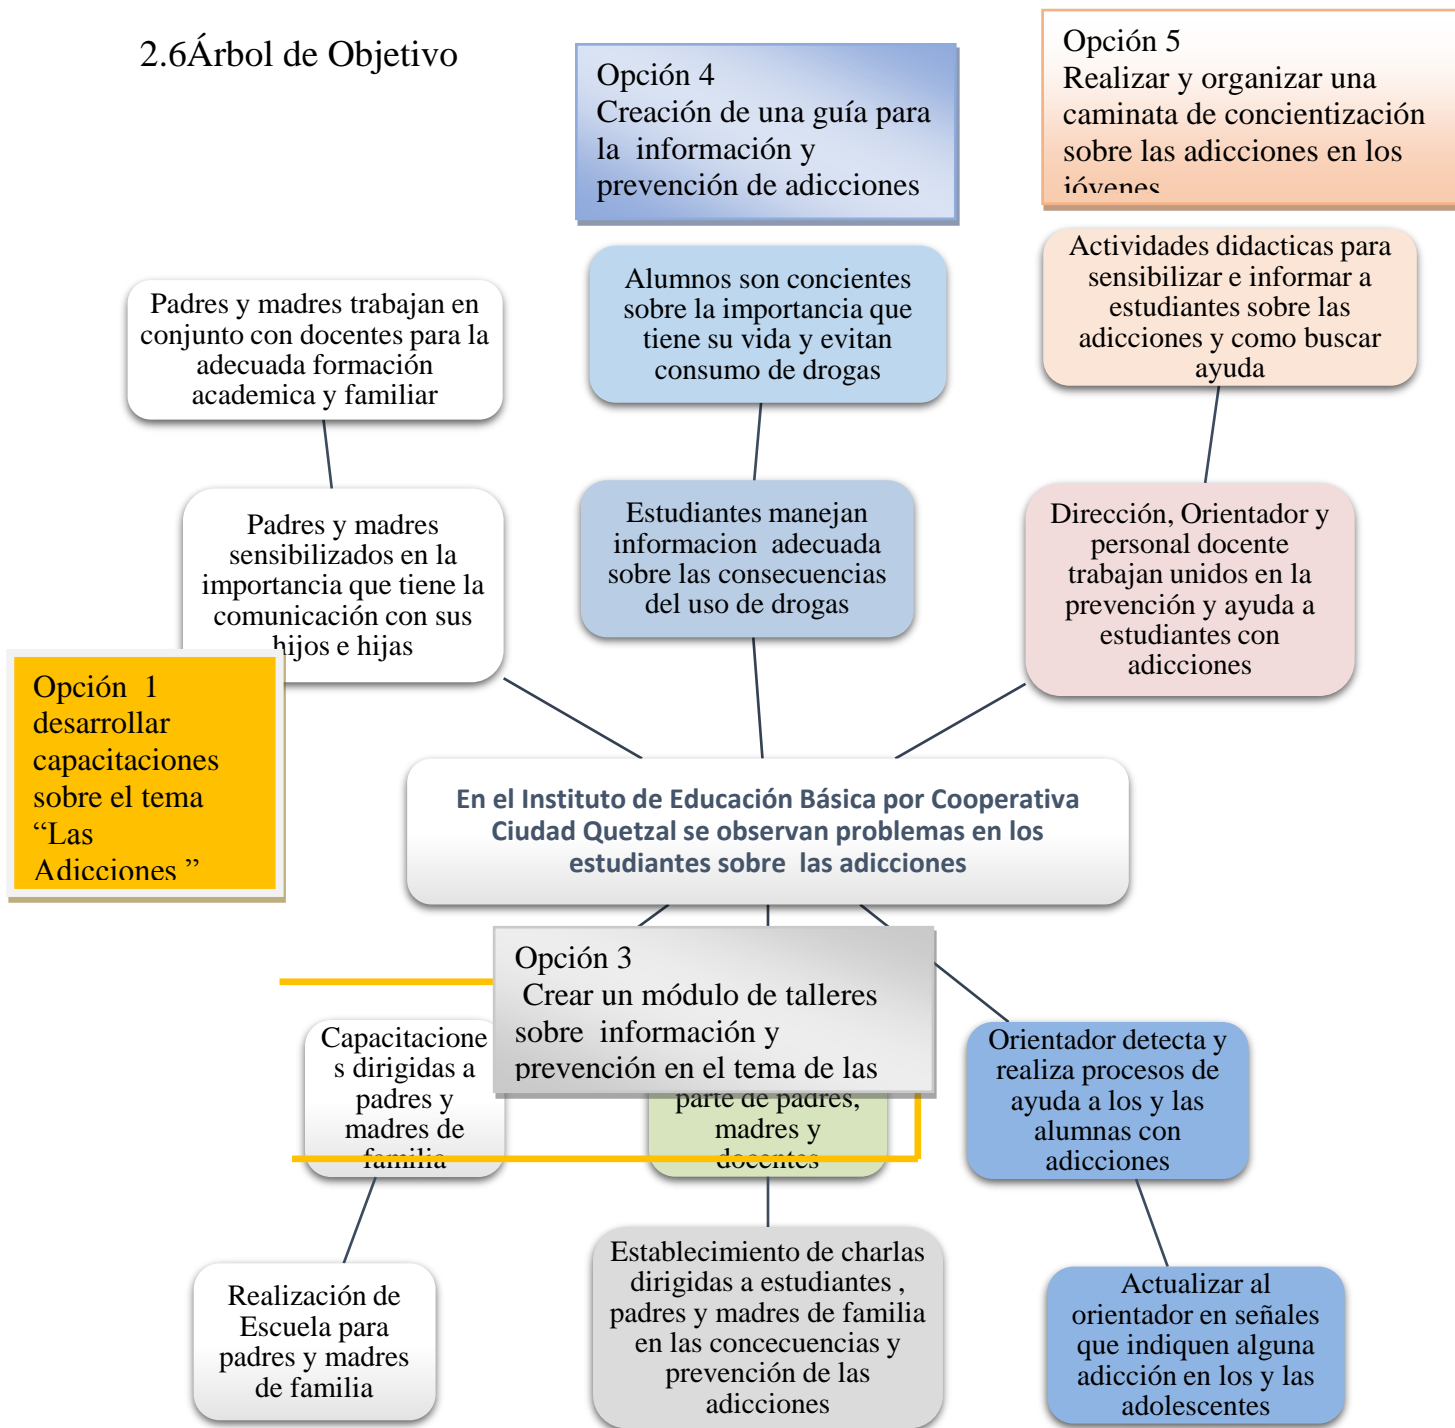 2.6Árbol de Objetivo
Opción 4
Creación de una guía para
la información y
prevención de adicciones
Opción 5
Realizar y organizar una
caminata de concientización
sobre las adicciones en los
jóvenes
Padres y madres trabajan en
conjunto con docentes para la
adecuada formación
academica y familiar
Alumnos son concientes
sobre la importancia que
tiene su vida y evitan
consumo de drogas
Actividades didacticas para
sensibilizar e informar a
estudiantes sobre las
adicciones y como buscar
ayuda
Padres y madres
sensibilizados en la
importancia que tiene la
comunicación con sus
hijos e hijas
Estudiantes manejan
informacion adecuada
sobre las consecuencias
del uso de drogas
Dirección, Orientador y
personal docente
trabajan unidos en la
prevención y ayuda a
estudiantes con
adicciones
Opción 1
desarrollar
capacitaciones
sobre el tema
“Las
Adicciones ”
En el Instituto de Educación Básica por Cooperativa
Ciudad Quetzal se observan problemas en los
estudiantes sobre las adicciones
Opción 3
Crear un módulo de talleres
sobre información y
prevención en el tema de las
Capacitacione
s dirigidas a
padres y
madres de
familia
parte de padres,
madres y
docentes
Orientador detecta y
realiza procesos de
ayuda a los y las
alumnas con
adicciones
Realización de
Escuela para
padres y madres
de familia
Establecimiento de charlas
dirigidas a estudiantes ,
padres y madres de familia
en las concecuencias y
prevención de las
adicciones
Actualizar al
orientador en señales
que indiquen alguna
adicción en los y las
adolescentes